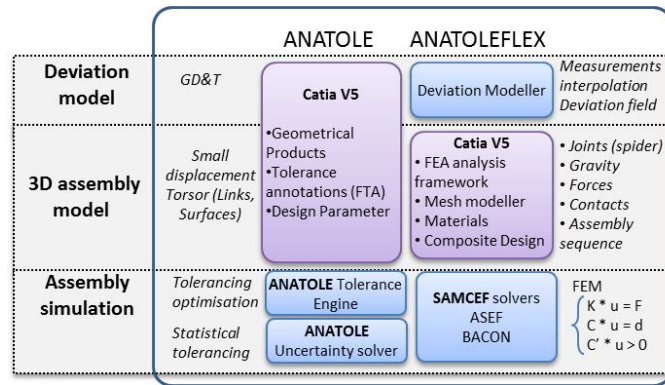 ANATOLE ANATOLEFLEX
Deviation
model
GD&T
Catia V5
•Geometrical
Products
•Tolerance
annotations (FTA)
•Design Parameter
Deviation Modeller
Measurements
interpolation
Deviation field
3D assembly
model
Small
displacement
Torsor (Links,
Surfaces)
Catia V5
• FEA analysis
framework
• Mesh modeller
• Materials
• Composite Design
• Joints (spider)
• Gravity
• Forces
• Contacts
• Assembly
sequence
Assembly
simulation
Tolerancing
optimisation
Statistical
tolerancing
ANATOLE Tolerance
Engine
ANATOLE
Uncertainty solver
SAMCEF solvers
ASEF
BACON
FEM
K * u = F
C * u = d
C' * u > 0